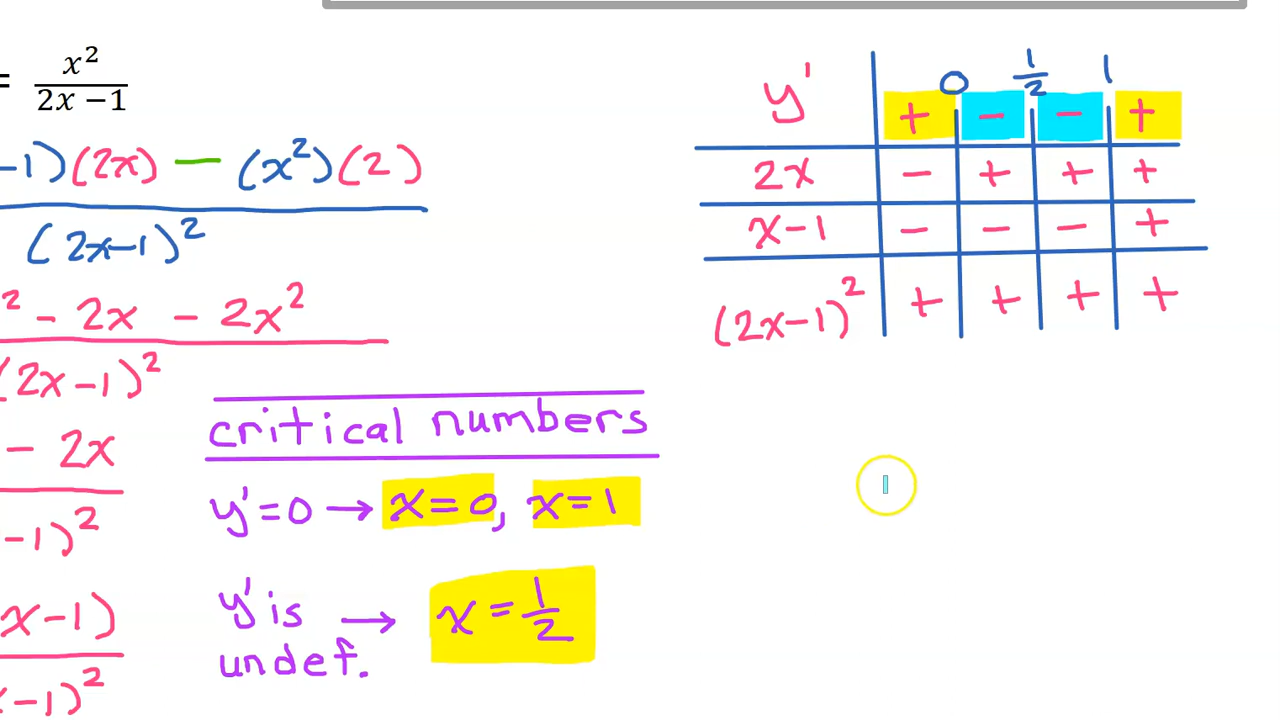 = x²/(2x − 1)
-1)(2x) − (x²)(2)
(2x-1)²
² - 2x - 2x²
(2x-1)²
- 2x
-1)²
x-1)
x-1)²
critical numbers
y'=0 → x=0, x=1
y' is undef. → x=1/2
0 1/2 1
y' + - - +
2x - + + +
x-1 - - - +
(2x-1)² + + + +